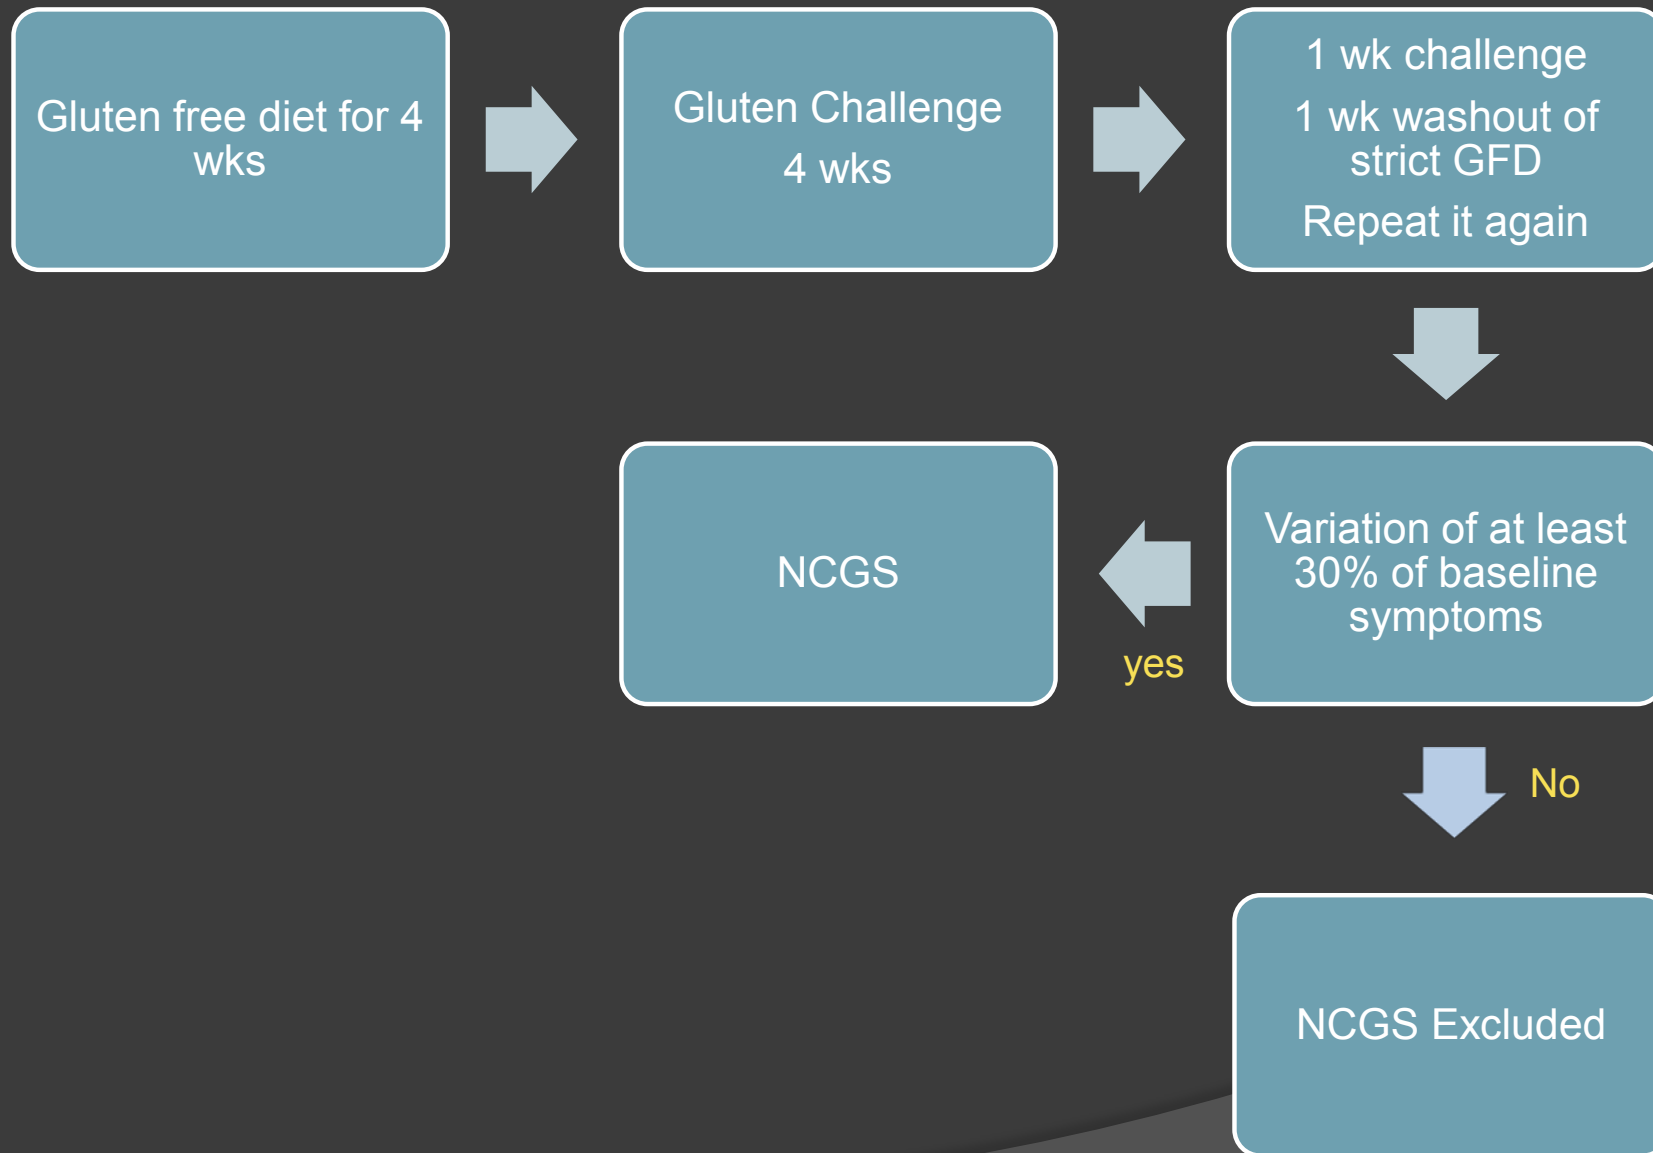 Gluten free diet for 4
wks
Gluten Challenge
4 wks
1 wk challenge
1 wk washout of
strict GFD
Repeat it again
Variation of at least
30% of baseline
symptoms
yes
NCGS
No
NCGS Excluded